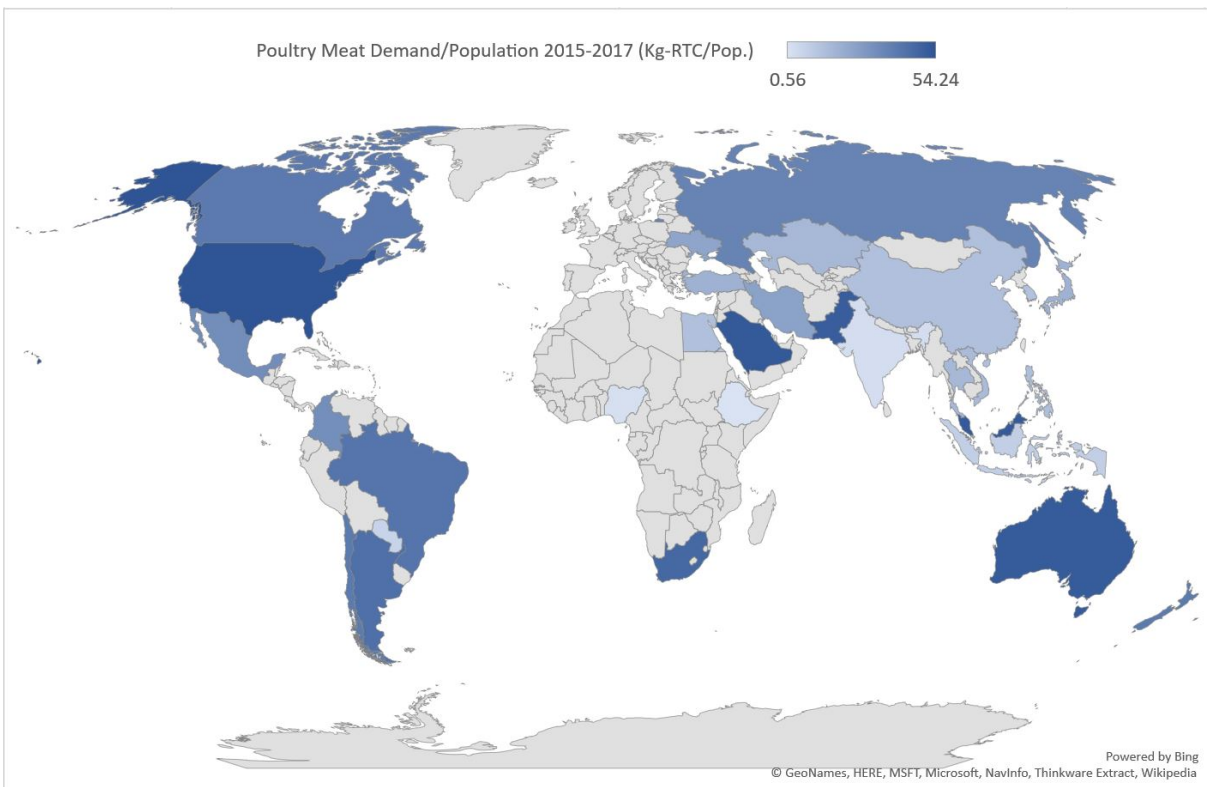 Poultry Meat Demand/Population 2015-2017 (Kg-RTC/Pop.)
0.56 54.24
Powered by Bing
© GeoNames, HERE, MSFT, Microsoft, NavInfo, Thinkware Extract, Wikipedia